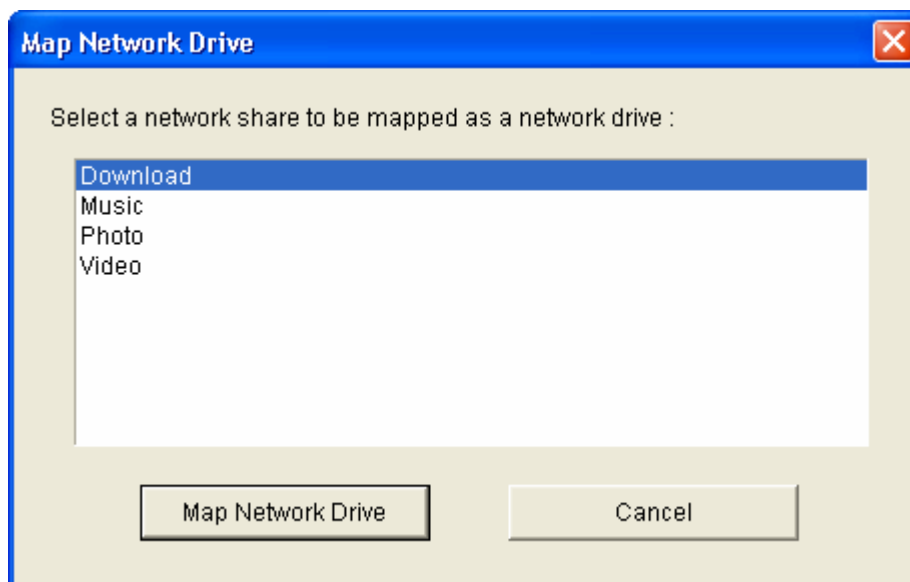 Map Network Drive
Select a network share to be mapped as a network drive :
Download
Music
Photo
Video
Map Network Drive
Cancel